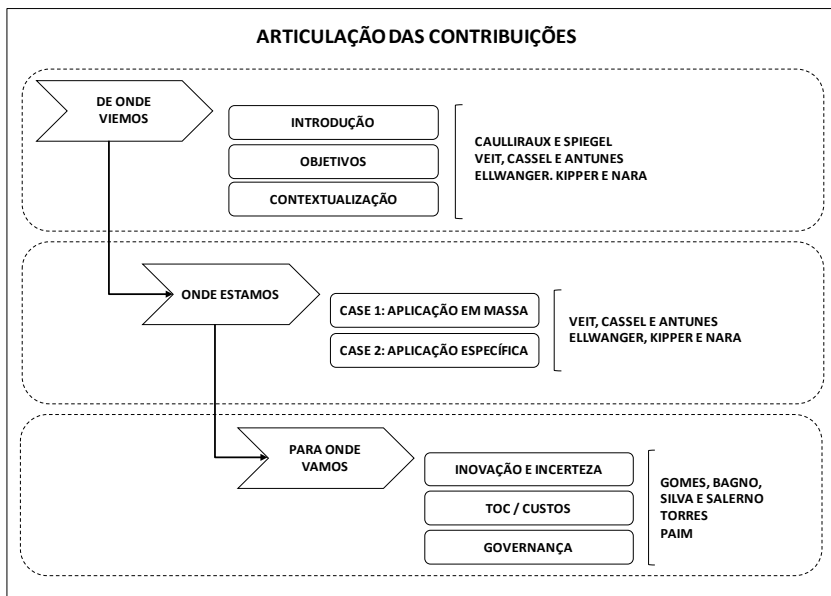 ARTICULAÇÃO DAS CONTRIBUIÇÕES
DE ONDE
VIEMOS
INTRODUÇÃO
OBJETIVOS
CONTEXTUALIZAÇÃO
CAULLIRAUX E SPIEGEL
VEIT, CASSEL E ANTUNES
ELLWANGER. KIPPER E NARA
ONDE ESTAMOS
CASE 1: APLICAÇÃO EM MASSA
CASE 2: APLICAÇÃO ESPECÍFICA
VEIT, CASSEL E ANTUNES
ELLWANGER, KIPPER E NARA
PARA ONDE
VAMOS
INOVAÇÃO E INCERTEZA
TOC / CUSTOS
GOVERNANÇA
GOMES, BAGNO,
SILVA E SALERNO
TORRES
PAIM